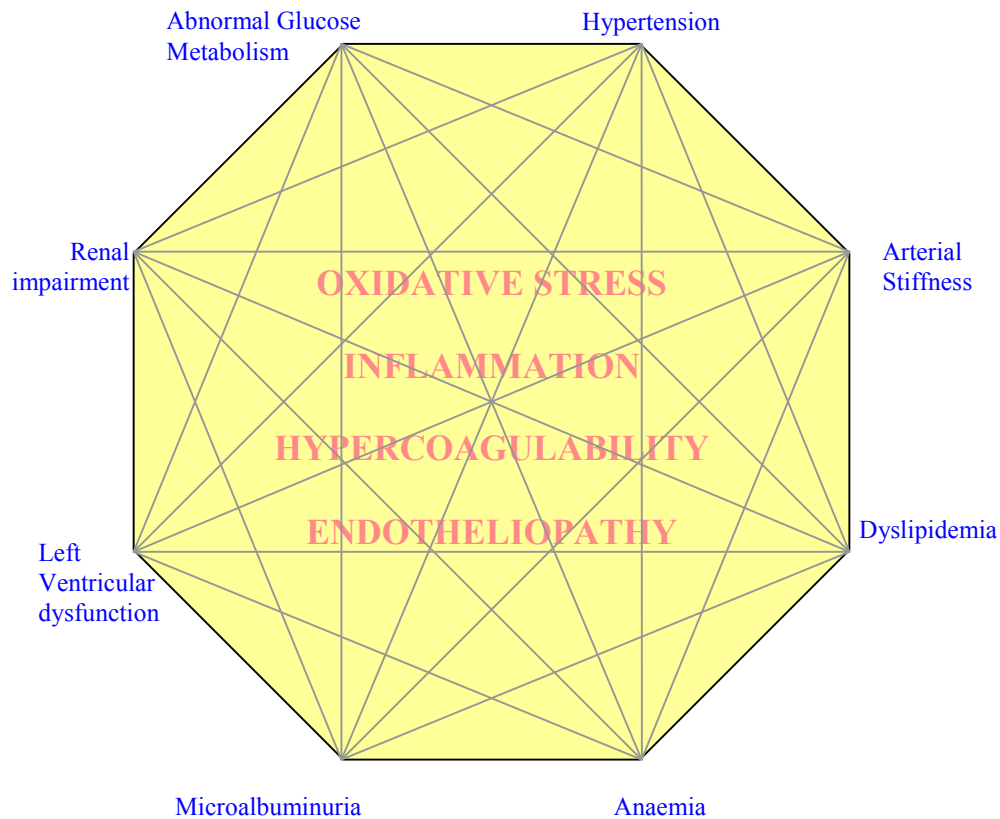 Abnormal Glucose
Metabolism
Hypertension
Renal
impairment
Arterial
Stiffness
OXIDATIVE STRESS
INFLAMMATION
HYPERCOAGULABILITY
ENDOTHELIOPATHY
Left
Ventricular
dysfunction
Dyslipidemia
Microalbuminuria
Anaemia